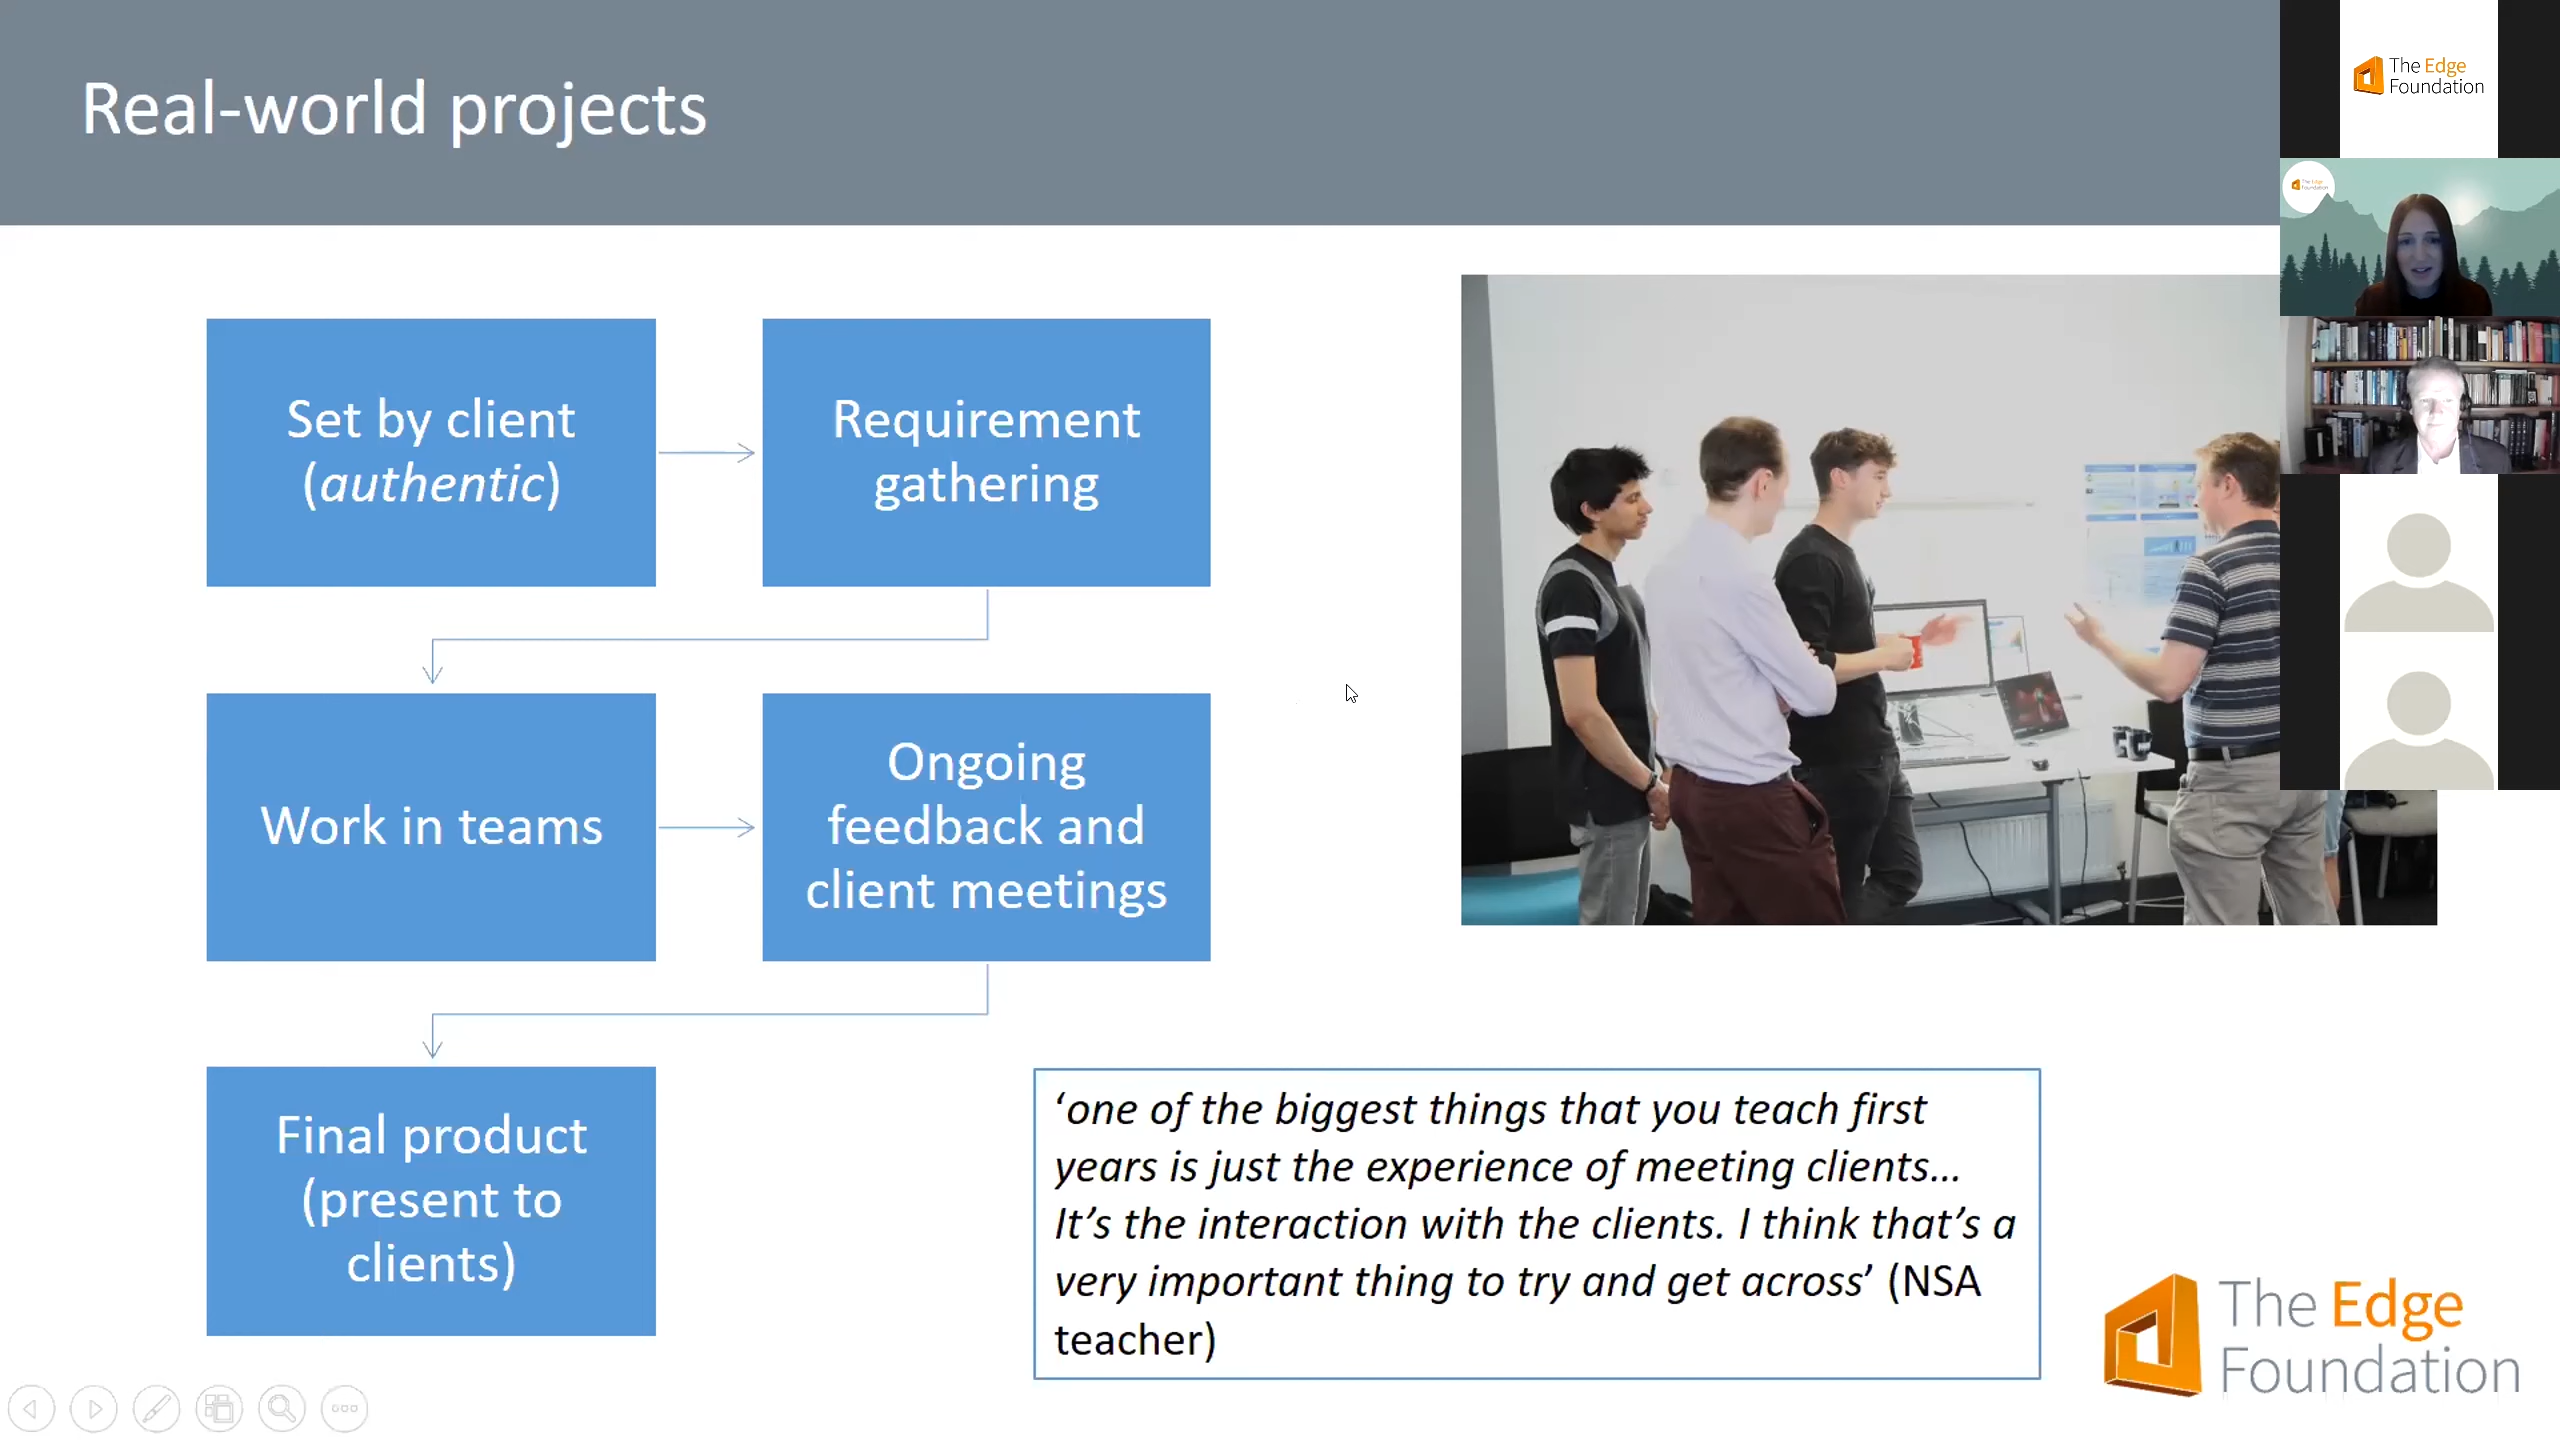 Real-world projects
Set by client
(authentic)
Requirement
gathering
Work in teams
Ongoing
feedback and
client meetings
Final product
(present to
clients)
‘one of the biggest things that you teach first
years is just the experience of meeting clients…
It’s the interaction with the clients. I think that’s a
very important thing to try and get across’ (NSA
teacher)
The Edge
Foundation
The Edge
Foundation
The Edge
Foundation